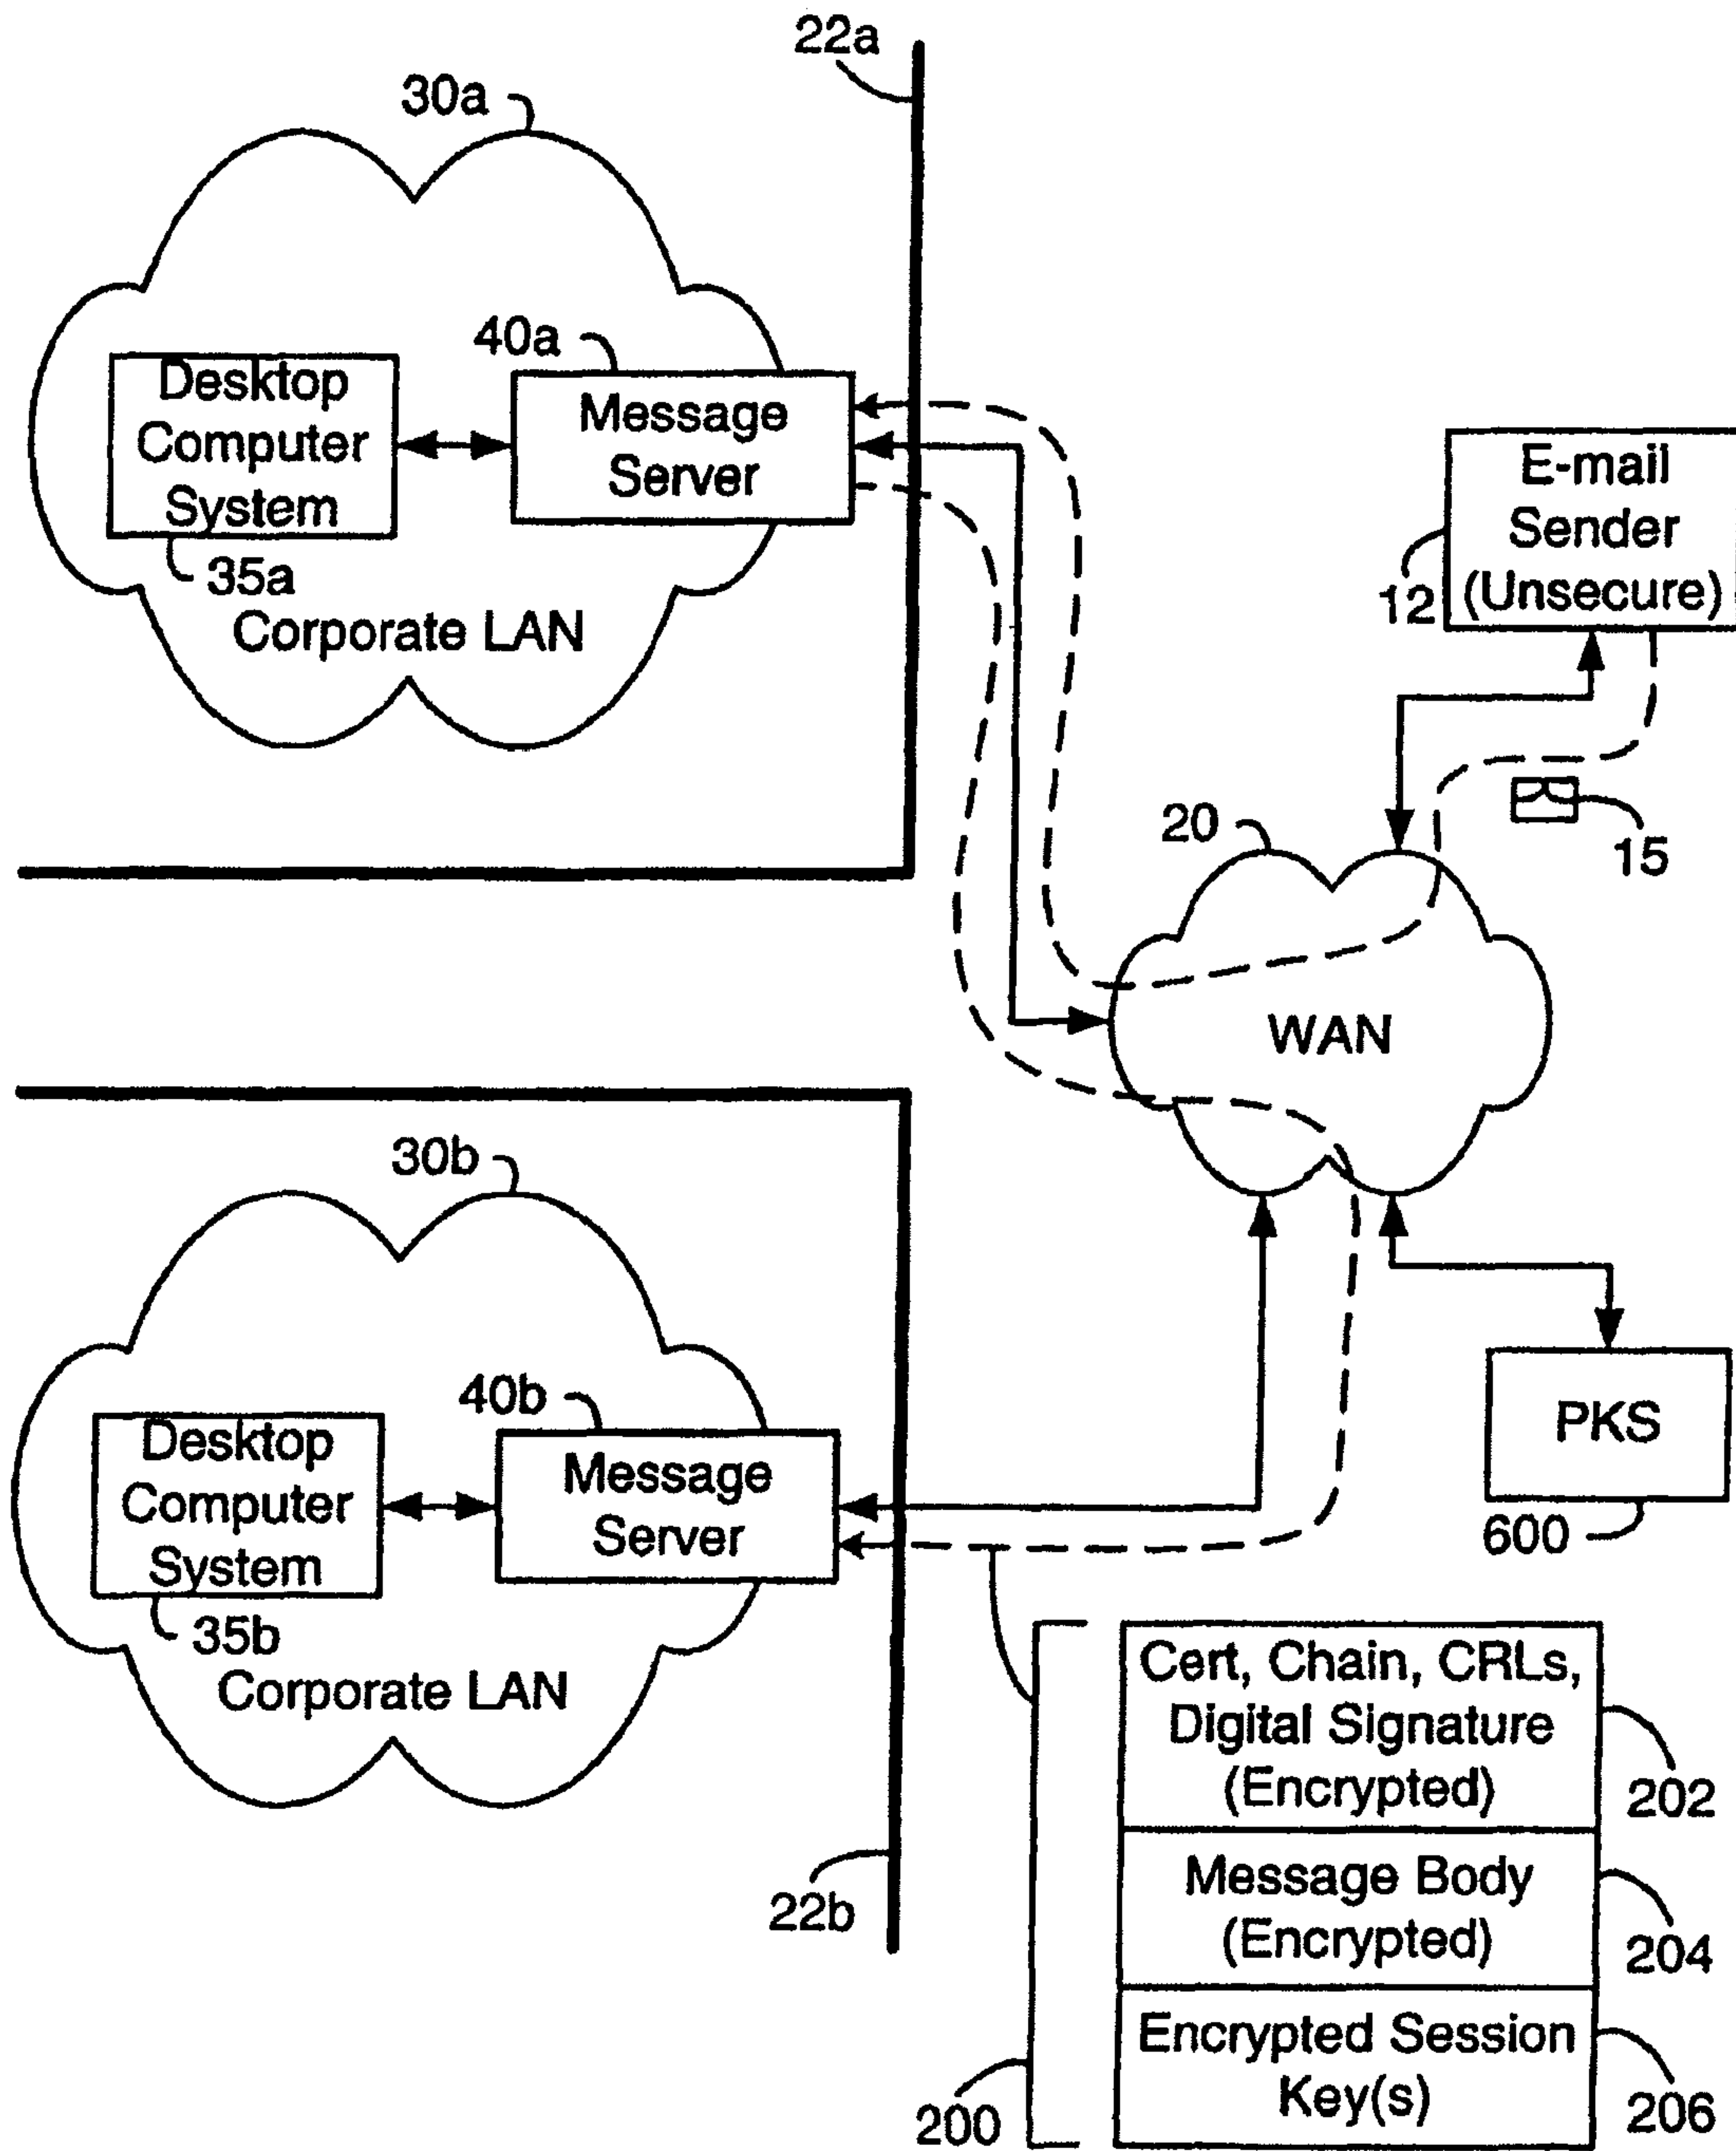 22a
30a
40a
Desktop
Computer
System
Message
Server
35a
Corporate LAN
E-mail
Sender
(Unsecure)
12
15
20
WAN
30b
40b
Desktop
Computer
System
Message
Server
35b
Corporate LAN
22b
PKS
600
Cert, Chain, CRLs,
Digital Signature
(Encrypted)
202
Message Body
(Encrypted)
204
Encrypted Session
Key(s)
206
200